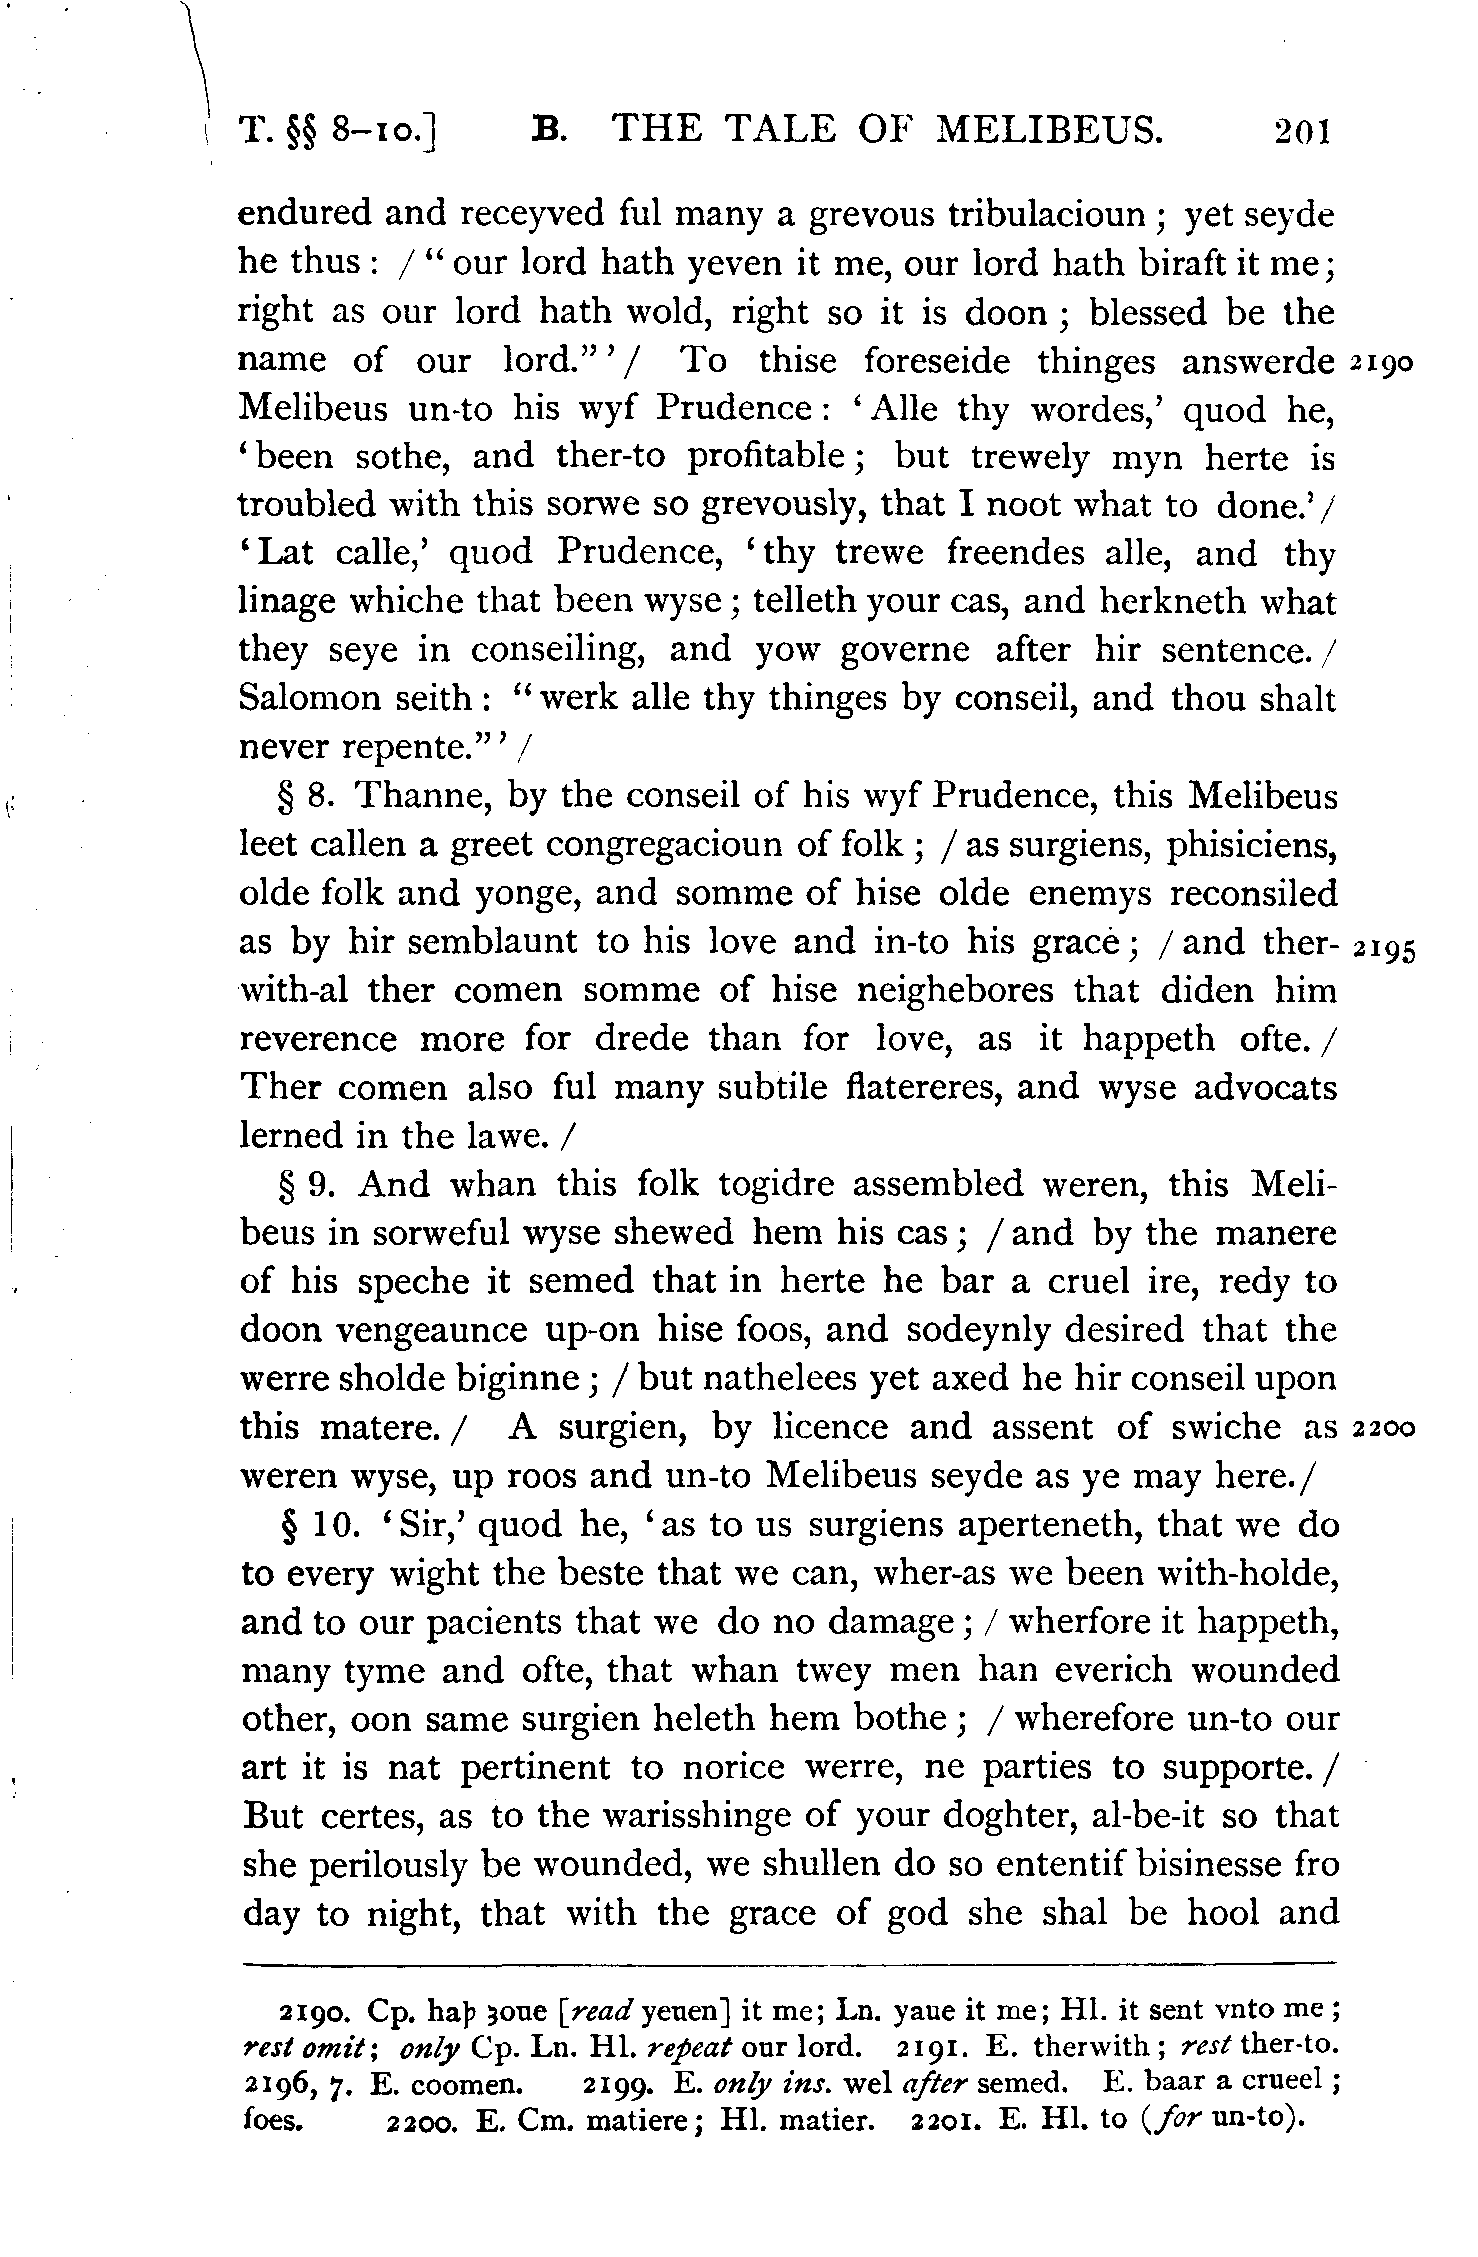 T. §§ 8–10.] B. THE TALE OF MELIBEUS. 201
endured and receyved ful many a grevous tribulacioun ; yet seyde
he thus : / “ our lord hath yeven it me, our lord hath biraft it me ;
right as our lord hath wold, right so it is doon ; blessed be the
name of our lord.” ’ / To thise foreseide thinges answerde 2190
Melibeus un-to his wyf Prudence : ‘ Alle thy wordes,’ quod he,
‘ been sothe, and ther-to profitable ; but trewely myn herte is
troubled with this sorwe so grevously, that I noot what to done.’ /
‘ Lat calle,’ quod Prudence, ‘ thy trewe freendes alle, and thy
linage whiche that been wyse ; telleth your cas, and herkneth what
they seye in conseiling, and yow governe after hir sentence. /
Salomon seith : “ werk alle thy thinges by conseil, and thou shalt
never repente.” ’ /
§ 8. Thanne, by the conseil of his wyf Prudence, this Melibeus
leet callen a greet congregacioun of folk ; / as surgiens, phisiciens,
olde folk and yonge, and somme of hise olde enemys reconsiled
as by hir semblaunt to his love and in-to his grace ; / and ther- 2195
with-al ther comen somme of hise neighebores that diden him
reverence more for drede than for love, as it happeth ofte. /
Ther comen also ful many subtile flatereres, and wyse advocats
lerned in the lawe. /
§ 9. And whan this folk togidre assembled weren, this Meli-
beus in sorweful wyse shewed hem his cas ; / and by the manere
of his speche it semed that in herte he bar a cruel ire, redy to
doon vengeaunce up-on hise foos, and sodeynly desired that the
werre sholde biginne ; / but nathelees yet axed he hir conseil upon
this matere. / A surgien, by licence and assent of swiche as 2200
weren wyse, up roos and un-to Melibeus seyde as ye may here. /
§ 10. ‘ Sir,’ quod he, ‘ as to us surgiens aperteneth, that we do
to every wight the beste that we can, wher-as we been with-holde,
and to our pacients that we do no damage ; / wherfore it happeth,
many tyme and ofte, that whan twey men han everich wounded
other, oon same surgien heleth hem bothe ; / wherefore un-to our
art it is nat pertinent to norice werre, ne parties to supporte. /
But certes, as to the warisshinge of your doghter, al-be-it so that
she perilously be wounded, we shullen do so ententif bisinesse fro
day to night, that with the grace of god she shal be hool and
2190. Cp. haþ ȝoue [read yeuen] it me; Ln. yaue it me; Hl. it sent vnto me ;
rest omit; only Cp. Ln. Hl. repeat our lord. 2191. E. therwith ; rest ther-to.
2196, 7. E. coomen. 2199. E. only ins. wel after semed. E. baar a crueel ;
foes. 2200. E. Cm. matiere; Hl. matier. 2201. E. Hl. to (for un-to).